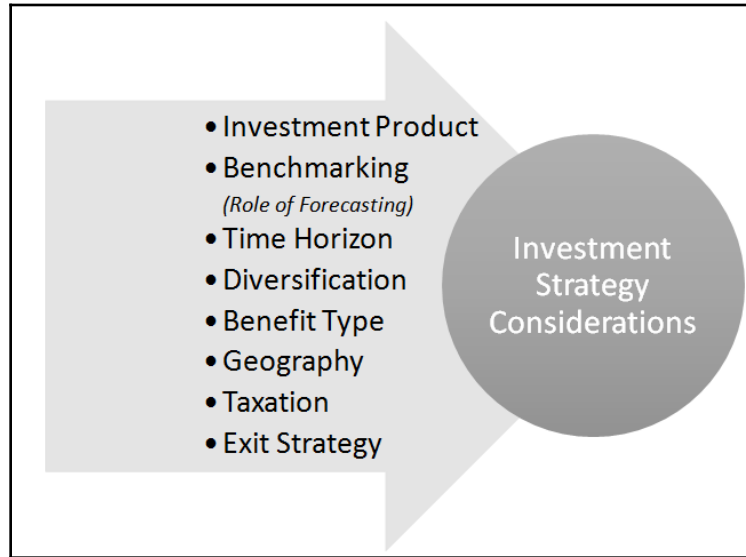 • Investment Product
• Benchmarking
(Role of Forecasting)
• Time Horizon
• Diversification
• Benefit Type
• Geography
• Taxation
• Exit Strategy
Investment
Strategy
Considerations